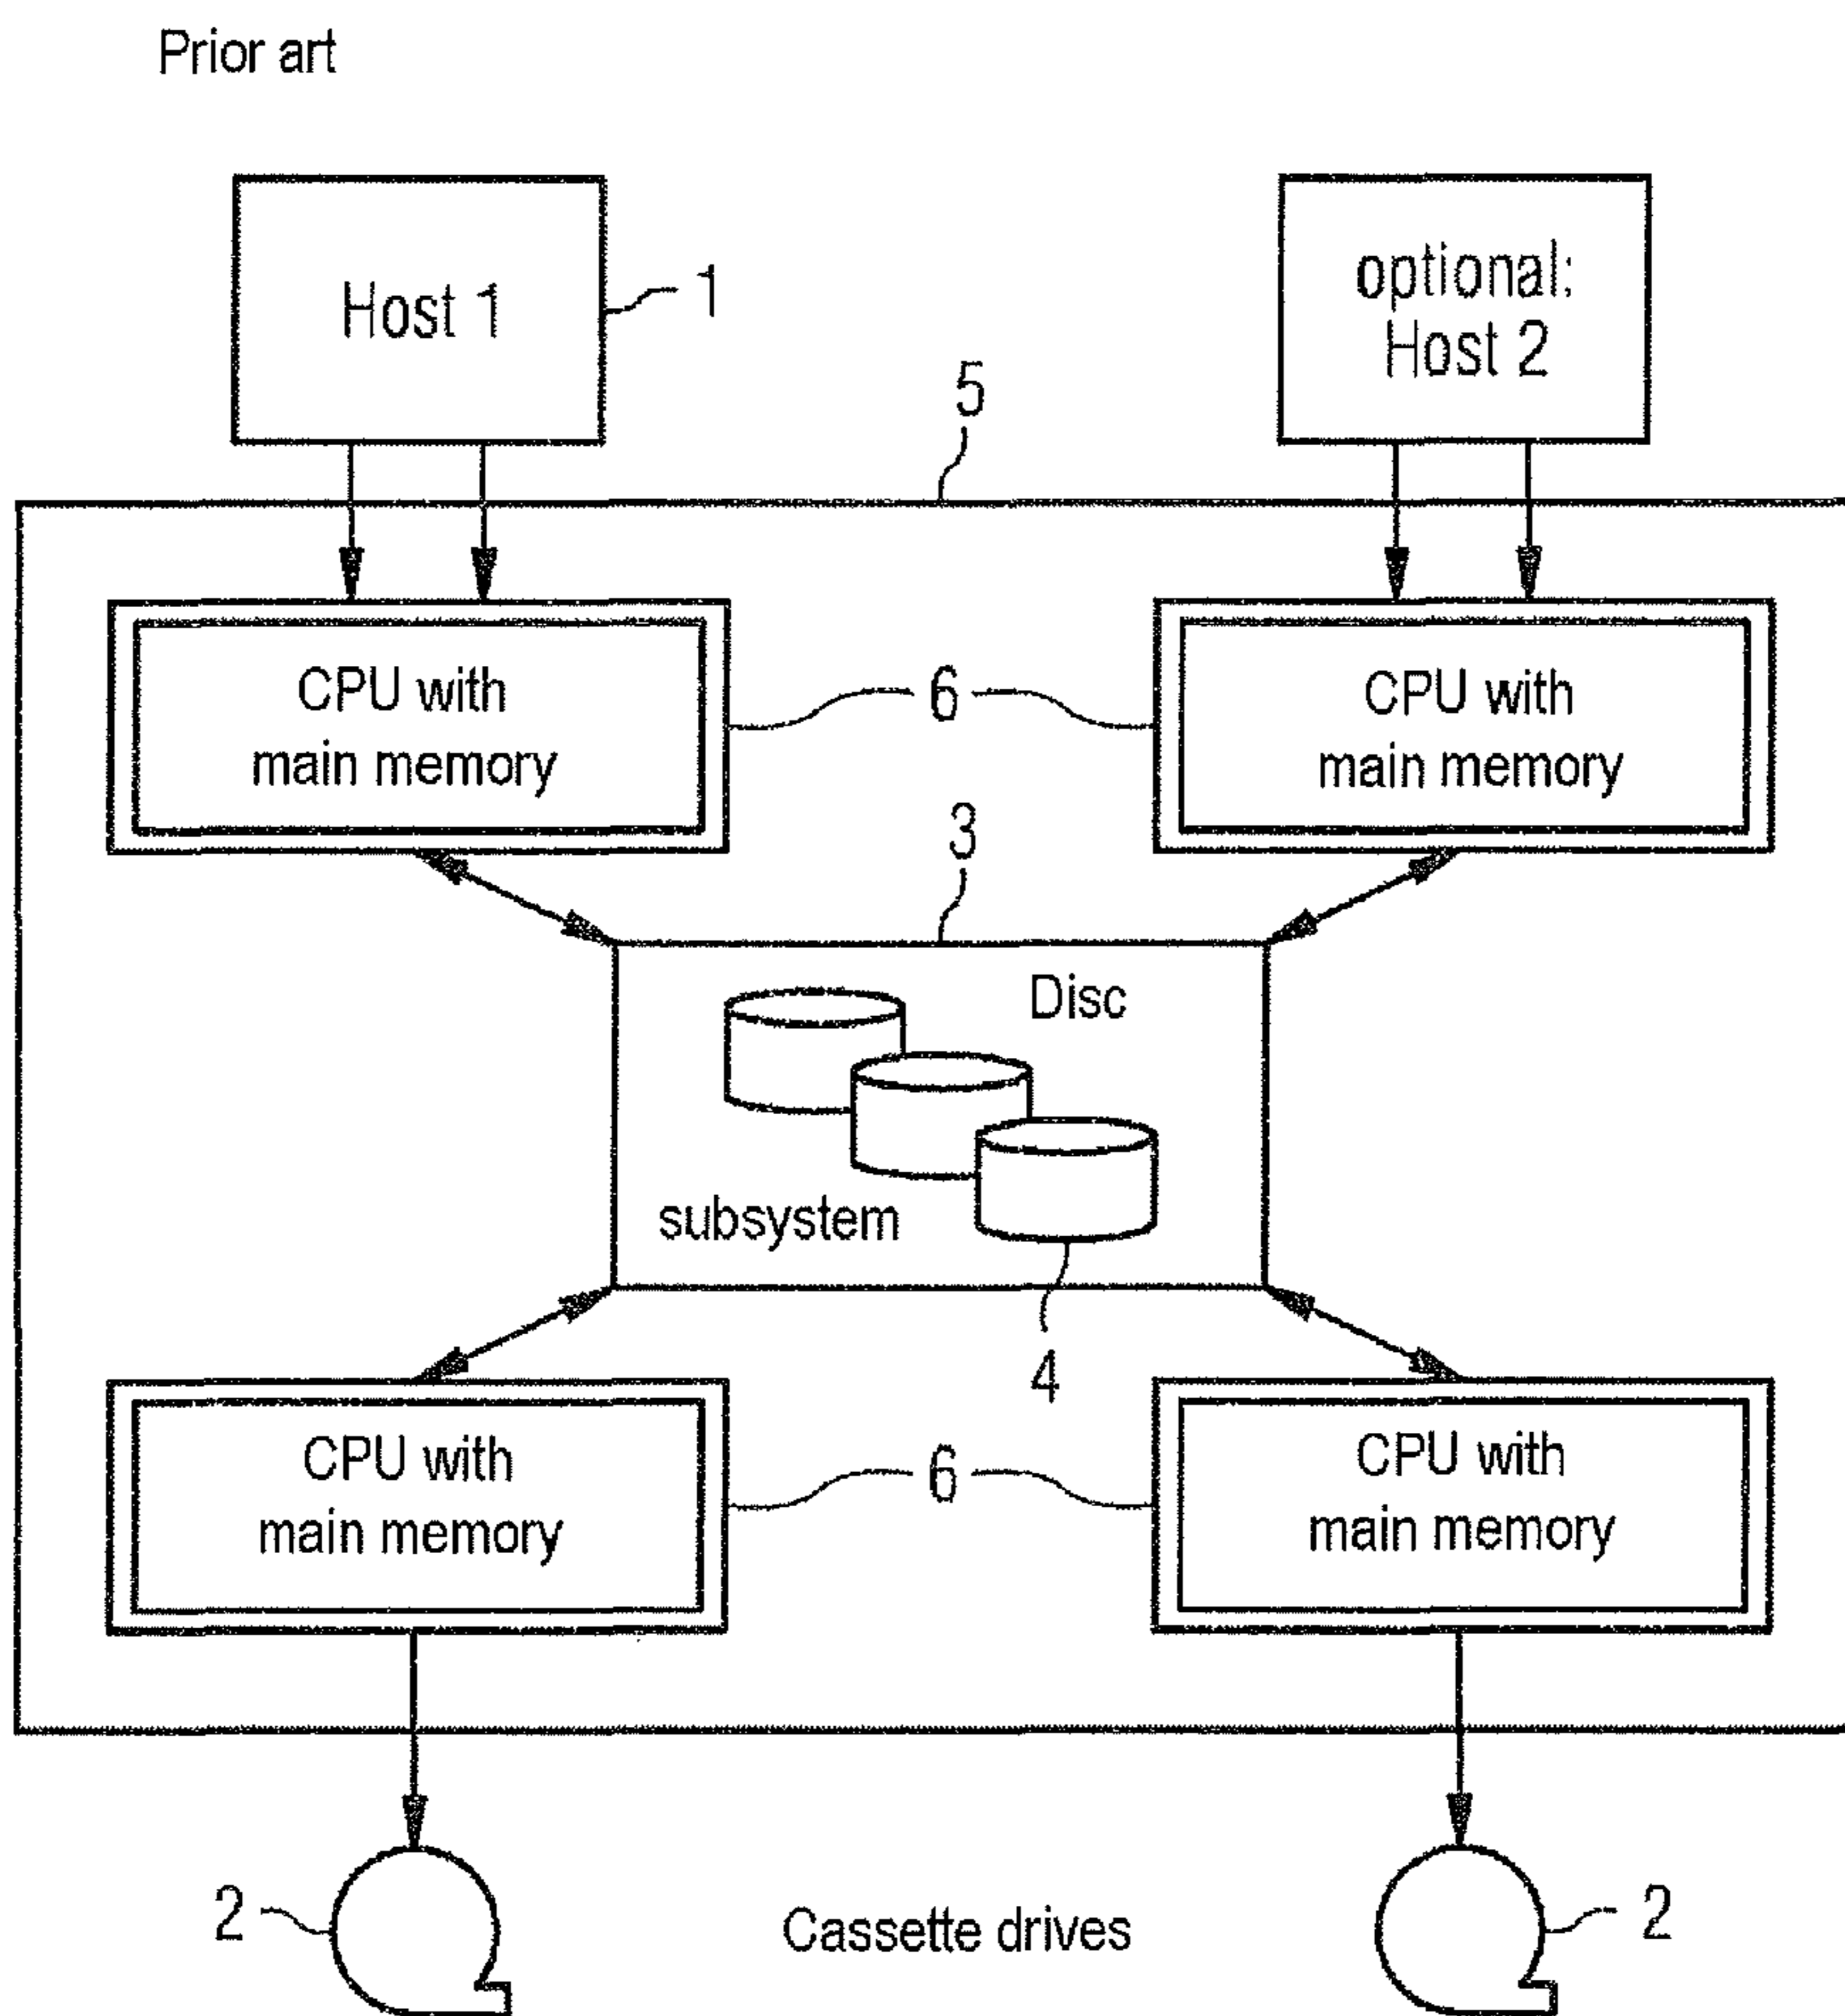 Prior art
Host 1
1
optional:
Host 2
5
CPU with
main memory
6
CPU with
main memory
3
Disc
subsystem
4
CPU with
main memory
6
CPU with
main memory
2
Cassette drives
2